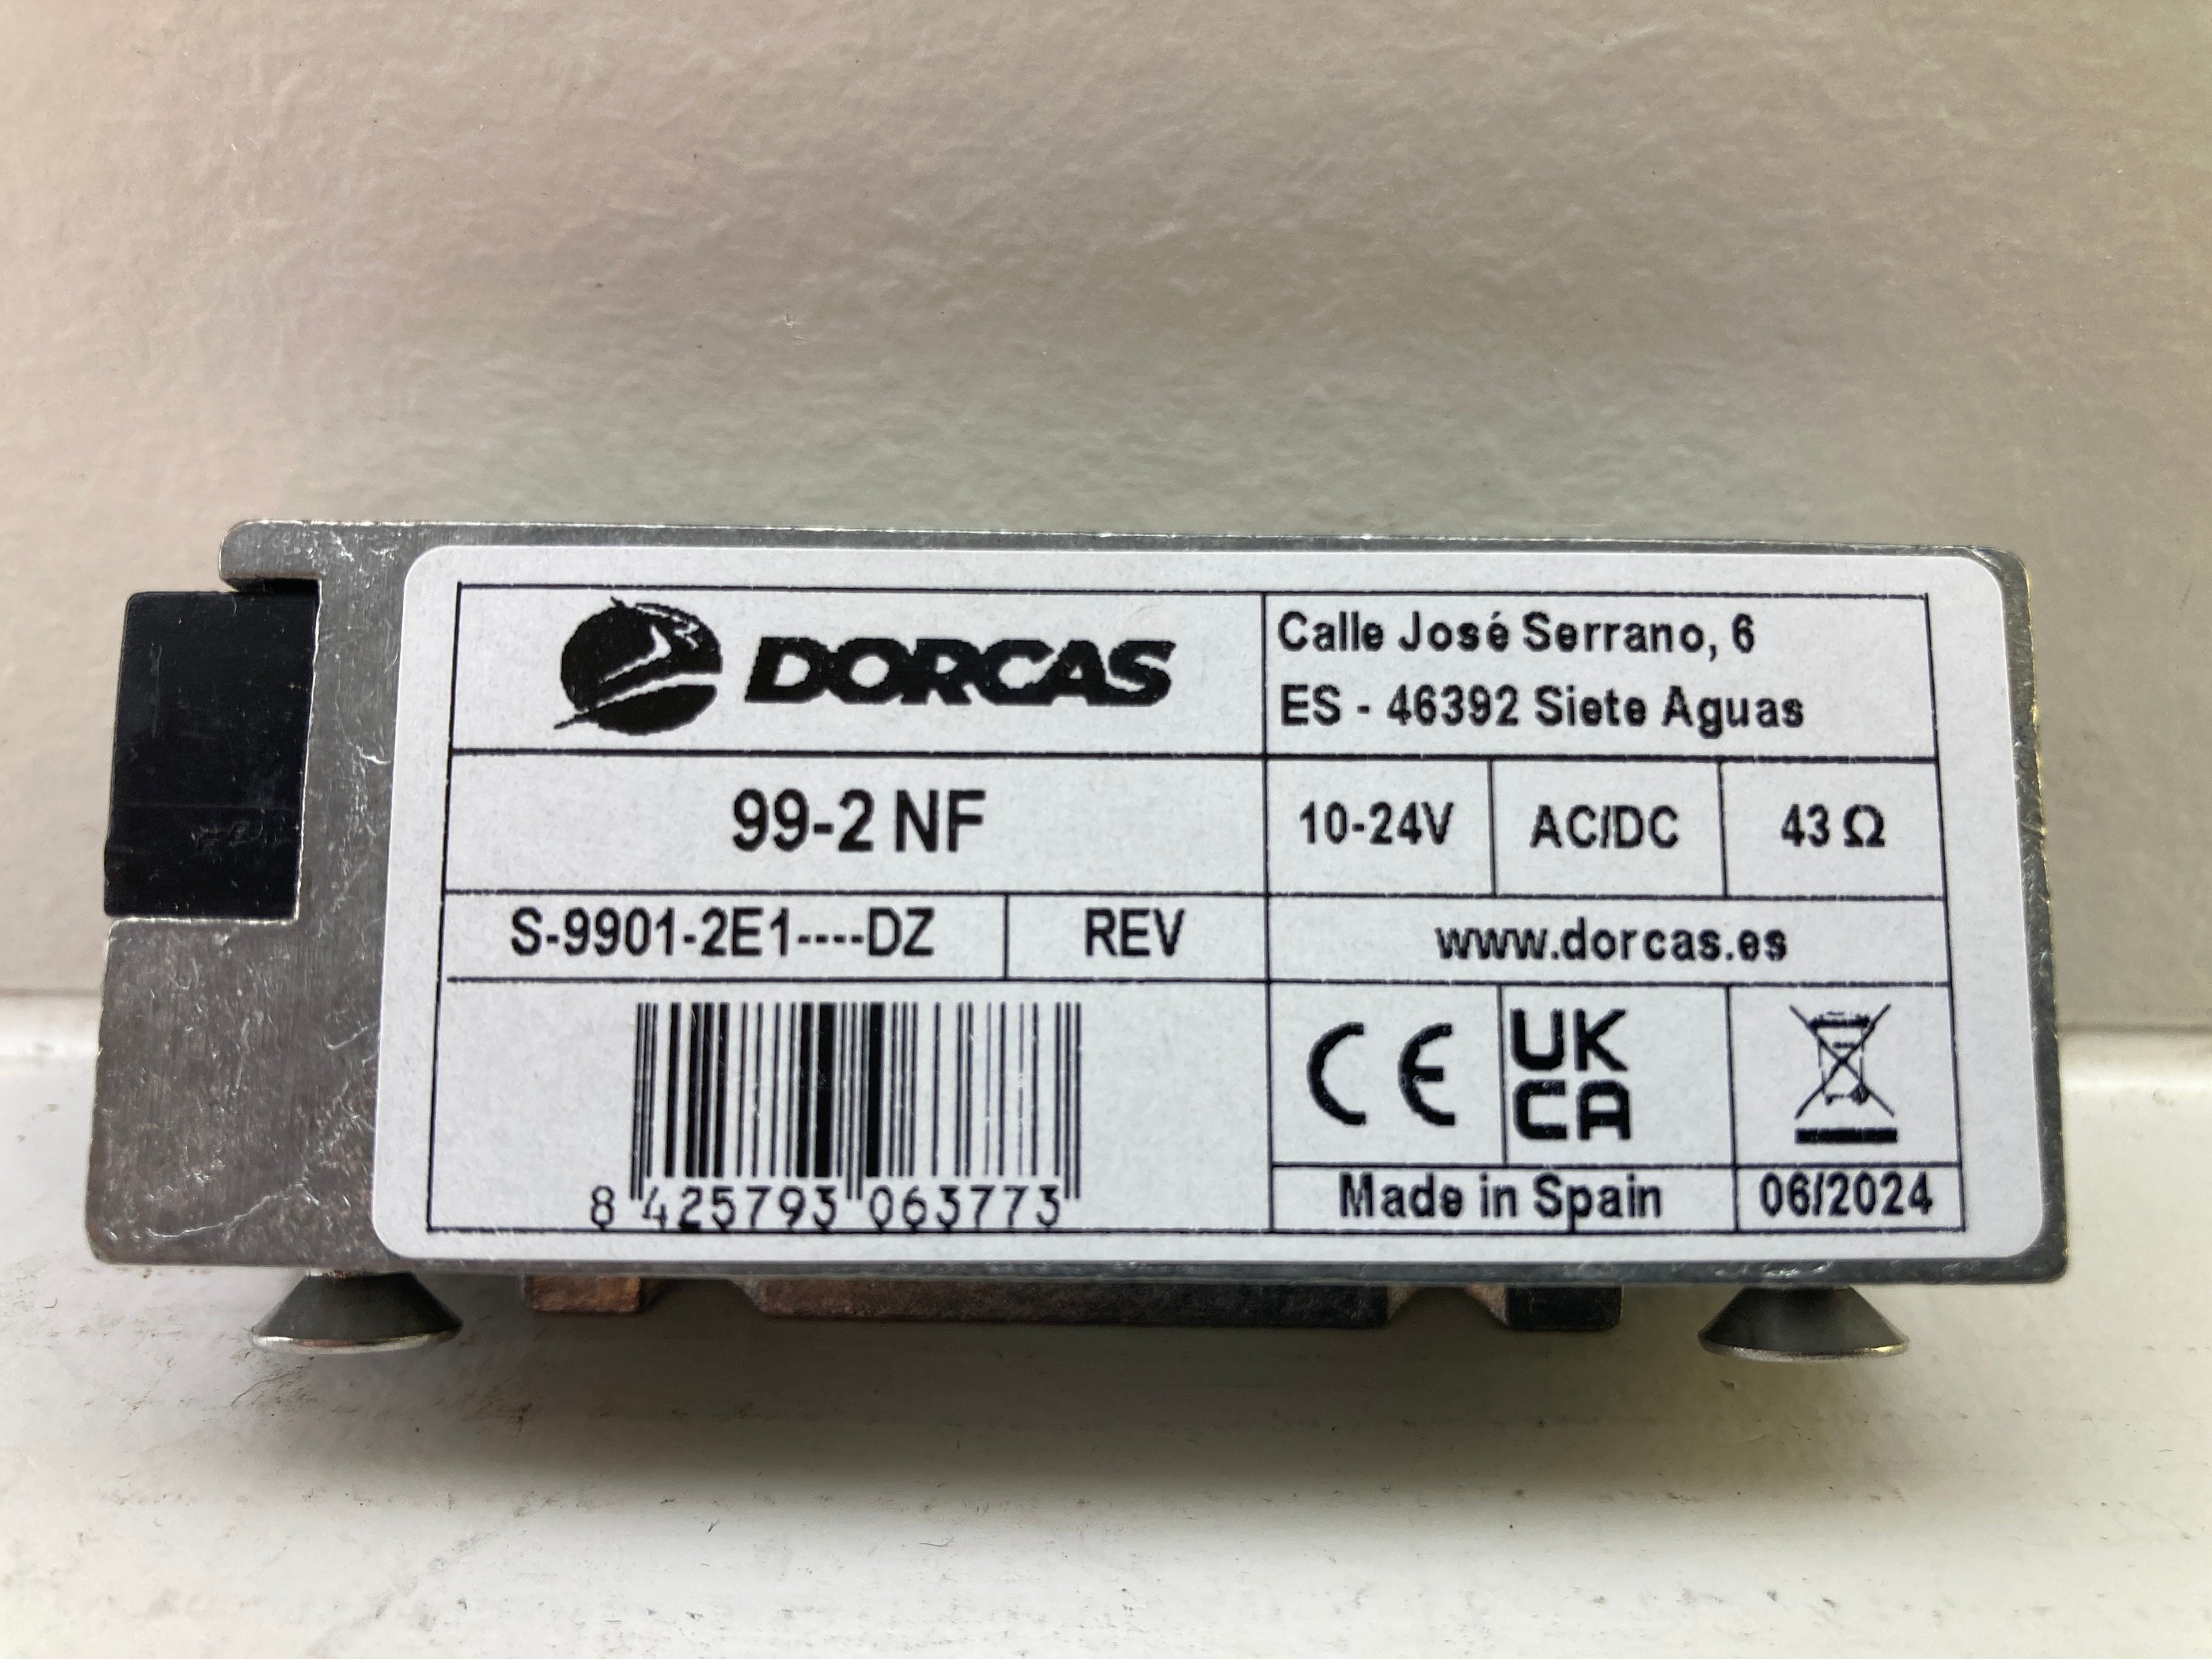 DORCAS
Calle José Serrano, 6
ES - 46392 Siete Aguas
99-2 NF
10-24V
AC/DC
43 Ω
S-9901-2E1----DZ
REV
www.dorcas.es
CE
UK
CA
8 425793 063773
Made in Spain
06/2024